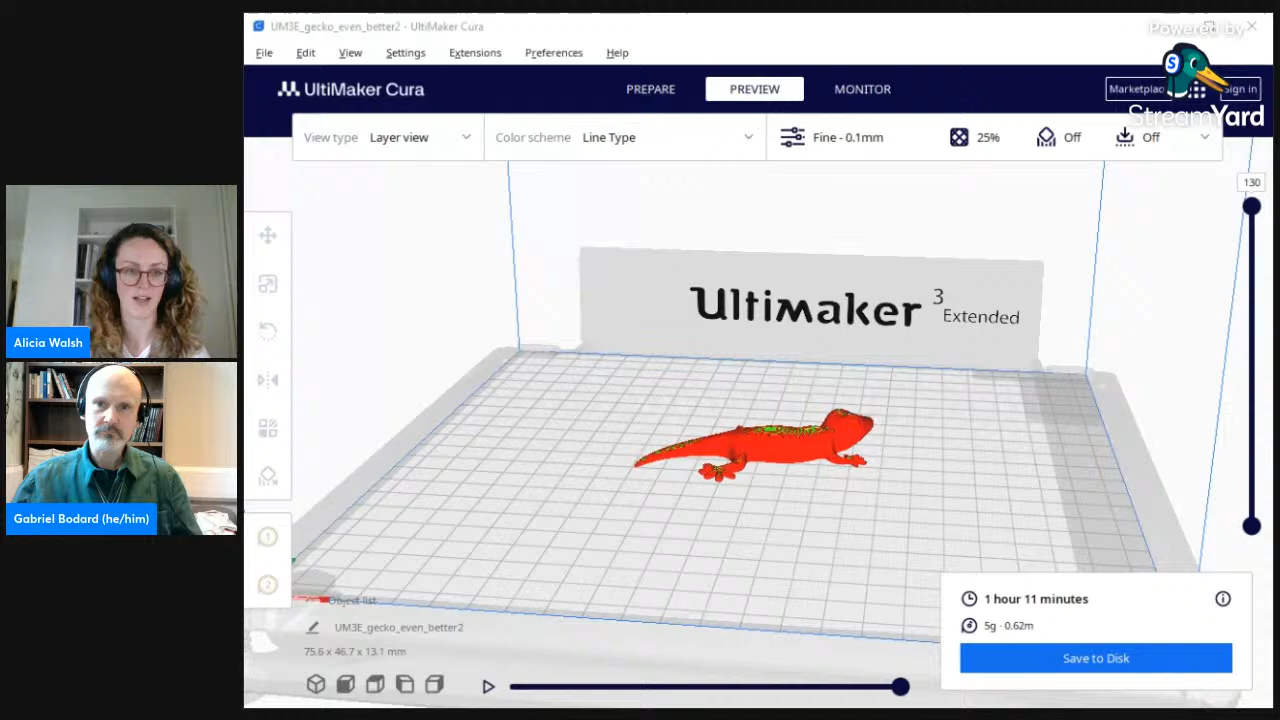 UM3E_gecko_even_better2 - UltiMaker Cura
Powered by
StreamYard
File Edit View Settings Extensions Preferences Help
UltiMaker Cura
PREPARE PREVIEW MONITOR
Sign in
View type Layer view
Color scheme Line Type
Fine - 0.1mm 25% Off Off
130
Ultimaker 3 Extended
Alicia Walsh
Gabriel Bodard (he/him)
1
2
Object list
UM3E_gecko_even_better2
75.6 x 46.7 x 13.1 mm
1 hour 11 minutes
5g · 0.62m
Save to Disk